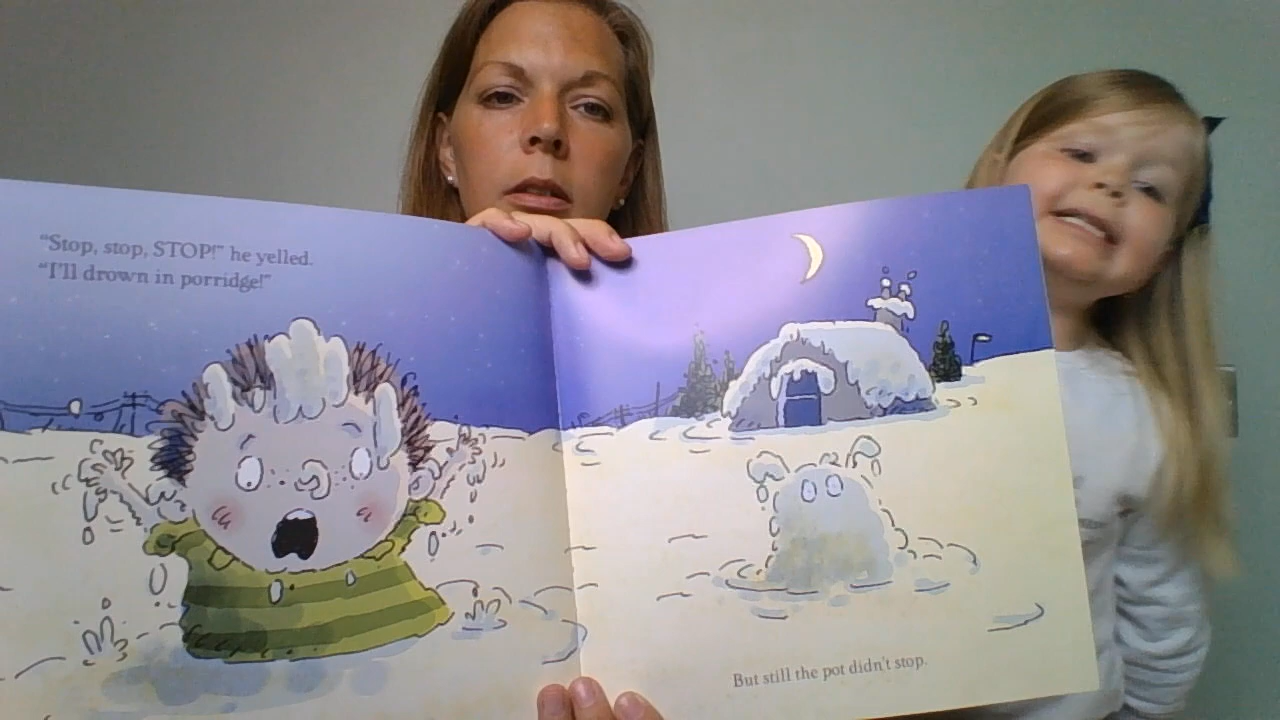 “Stop, stop, STOP!” he yelled.
“I'll drown in porridge!”
But still the pot didn't stop.